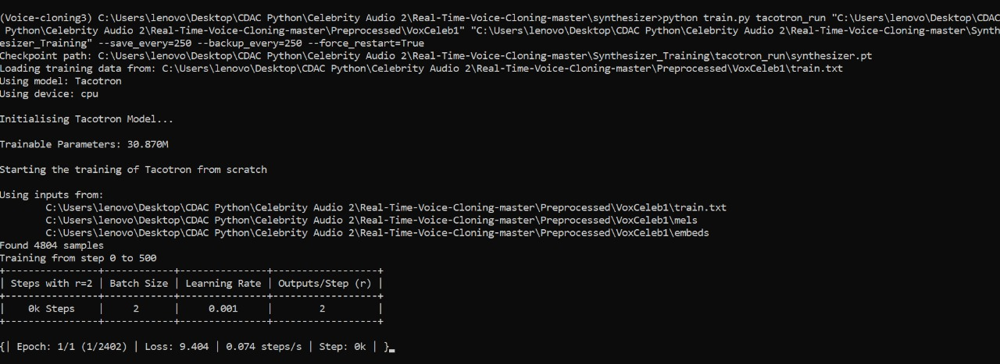 (Voice-cloning3) C:\Users\lenovo\Desktop\CDAC Python\Celebrity Audio 2\Real-Time-Voice-Cloning-master\synthesizer>python train.py tacotron_run "C:\Users\lenovo\Desktop\CDAC
 Python\Celebrity Audio 2\Real-Time-Voice-Cloning-master\Preprocessed\VoxCeleb1" "C:\Users\lenovo\Desktop\CDAC Python\Celebrity Audio 2\Real-Time-Voice-Cloning-master\Synth
esizer_Training" --save_every=250 --backup_every=250 --force_restart=True
Checkpoint path: C:\Users\lenovo\Desktop\CDAC Python\Celebrity Audio 2\Real-Time-Voice-Cloning-master\Synthesizer_Training\tacotron_run\synthesizer.pt
Loading training data from: C:\Users\lenovo\Desktop\CDAC Python\Celebrity Audio 2\Real-Time-Voice-Cloning-master\Preprocessed\VoxCeleb1\train.txt
Using model: Tacotron
Using device: cpu
Initialising Tacotron Model...
Trainable Parameters: 30.870M
Starting the training of Tacotron from scratch
Using inputs from:
        C:\Users\lenovo\Desktop\CDAC Python\Celebrity Audio 2\Real-Time-Voice-Cloning-master\Preprocessed\VoxCeleb1\train.txt
        C:\Users\lenovo\Desktop\CDAC Python\Celebrity Audio 2\Real-Time-Voice-Cloning-master\Preprocessed\VoxCeleb1\mels
        C:\Users\lenovo\Desktop\CDAC Python\Celebrity Audio 2\Real-Time-Voice-Cloning-master\Preprocessed\VoxCeleb1\embeds
Found 4804 samples
Training from step 0 to 500
+----------------+------------+---------------+------------------+
| Steps with r=2 | Batch Size | Learning Rate | Outputs/Step (r) |
+----------------+------------+---------------+------------------+
|    0k Steps    |     2      |     0.001     |        2         |
+----------------+------------+---------------+------------------+
{| Epoch: 1/1 (1/2402) | Loss: 9.404 | 0.074 steps/s | Step: 0k | }